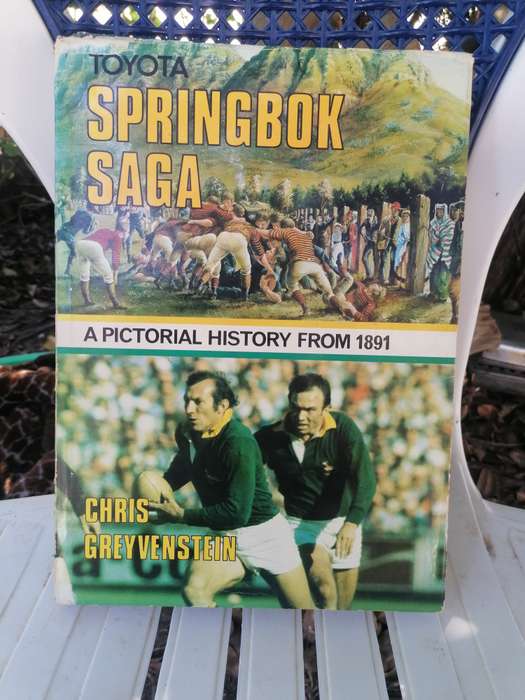 TOYOTA
SPRINGBOK
SAGA
A PICTORIAL HISTORY FROM 1891
CHRIS
GREYVENSTEIN